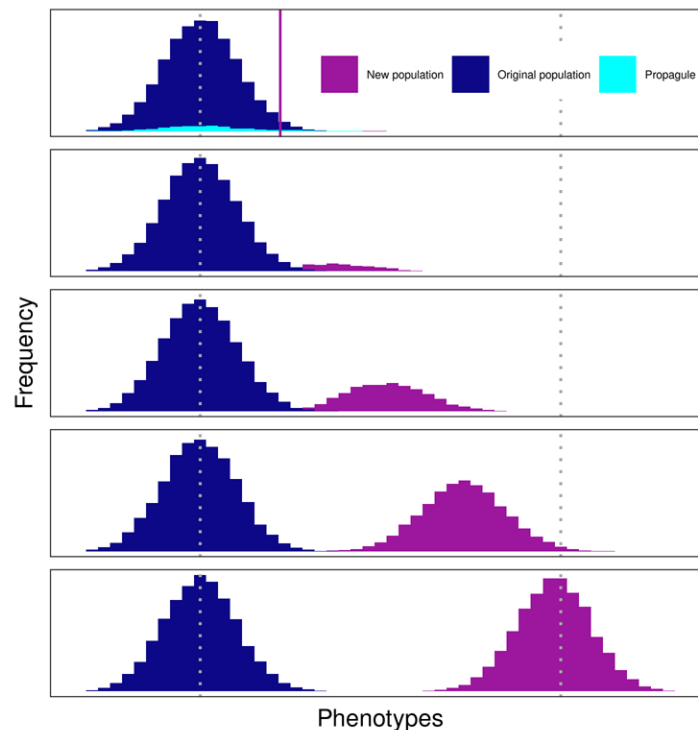 New population
Original population
Propagule
Frequency
Phenotypes